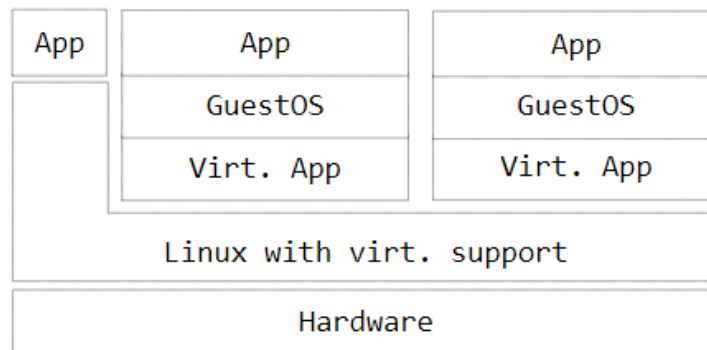 App
App
App
GuestOS
GuestOS
Virt. App
Virt. App
Linux with virt. support
Hardware